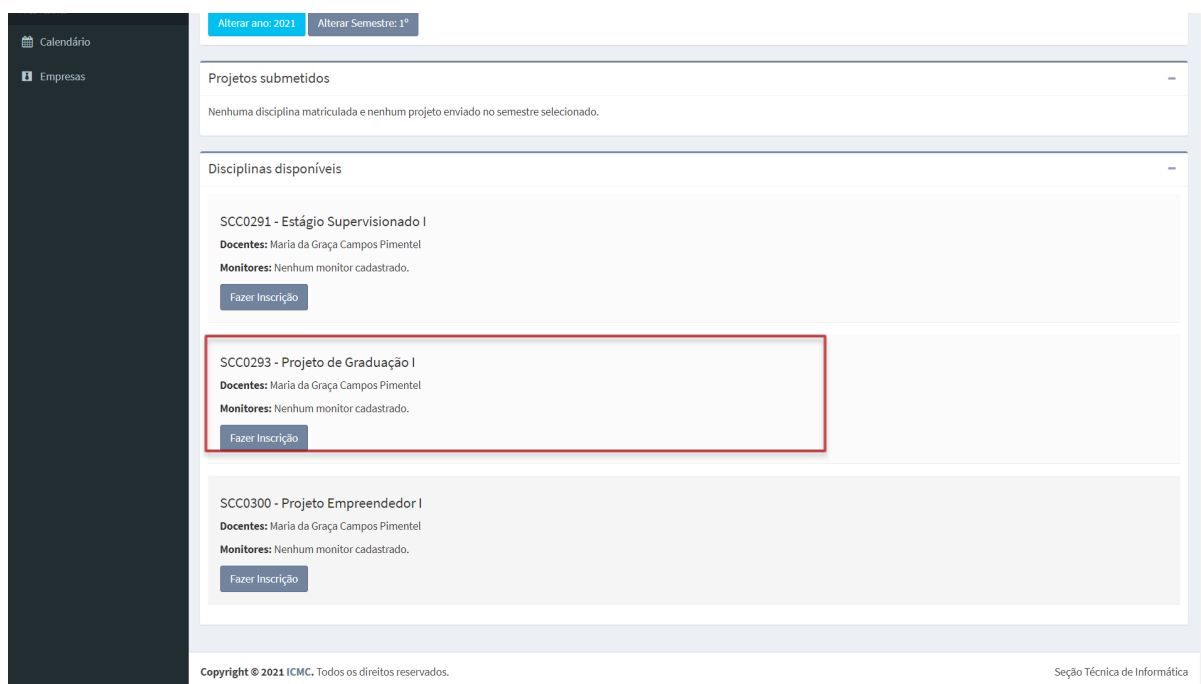 Alterar ano: 2021 Alterar Semestre: 1º
Calendário
Empresas
Projetos submetidos
Nenhuma disciplina matriculada e nenhum projeto enviado no semestre selecionado.
Disciplinas disponíveis
SCC0291 - Estágio Supervisionado I
Docentes: Maria da Graça Campos Pimentel
Monitores: Nenhum monitor cadastrado.
Fazer Inscrição
SCC0293 - Projeto de Graduação I
Docentes: Maria da Graça Campos Pimentel
Monitores: Nenhum monitor cadastrado.
Fazer Inscrição
SCC0300 - Projeto Empreendedor I
Docentes: Maria da Graça Campos Pimentel
Monitores: Nenhum monitor cadastrado.
Fazer Inscrição
Copyright © 2021 ICMC. Todos os direitos reservados. Seção Técnica de Informática